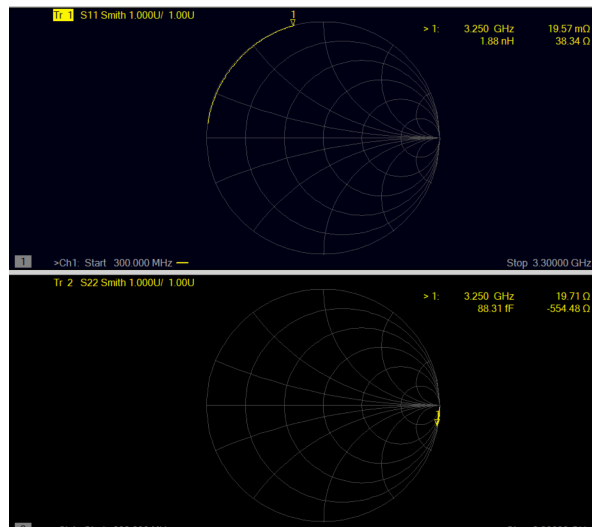 Tr 1 S11 Smith 1.000U/ 1.00U
1
> 1: 3.250 GHz 19.57 mΩ
1.88 nH 38.34 Ω
1 >Ch1: Start 300.000 MHz Stop 3.30000 GHz
Tr 2 S22 Smith 1.000U/ 1.00U
> 1: 3.250 GHz 19.71 Ω
88.31 fF -554.48 Ω
1